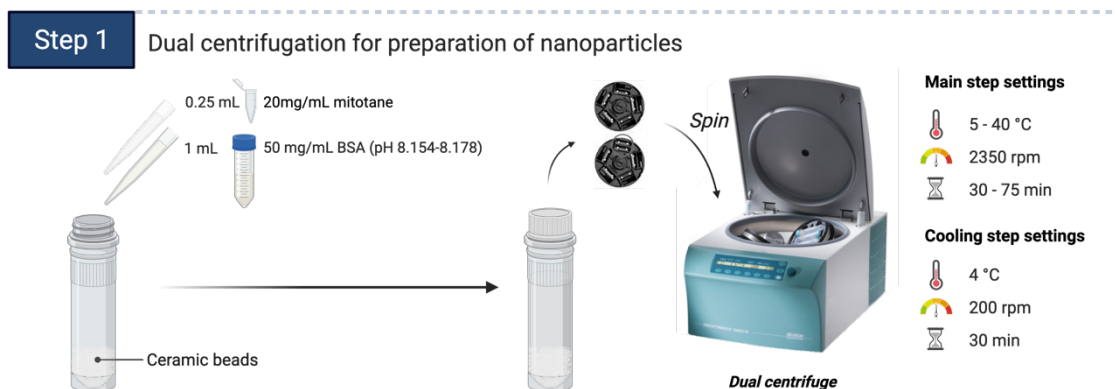 Step 1
Dual centrifugation for preparation of nanoparticles
0.25 mL 20mg/mL mitotane
1 mL 50 mg/mL BSA (pH 8.154-8.178)
Ceramic beads
Spin
Dual centrifuge
Main step settings
5 - 40 °C
2350 rpm
30 - 75 min
Cooling step settings
4 °C
200 rpm
30 min